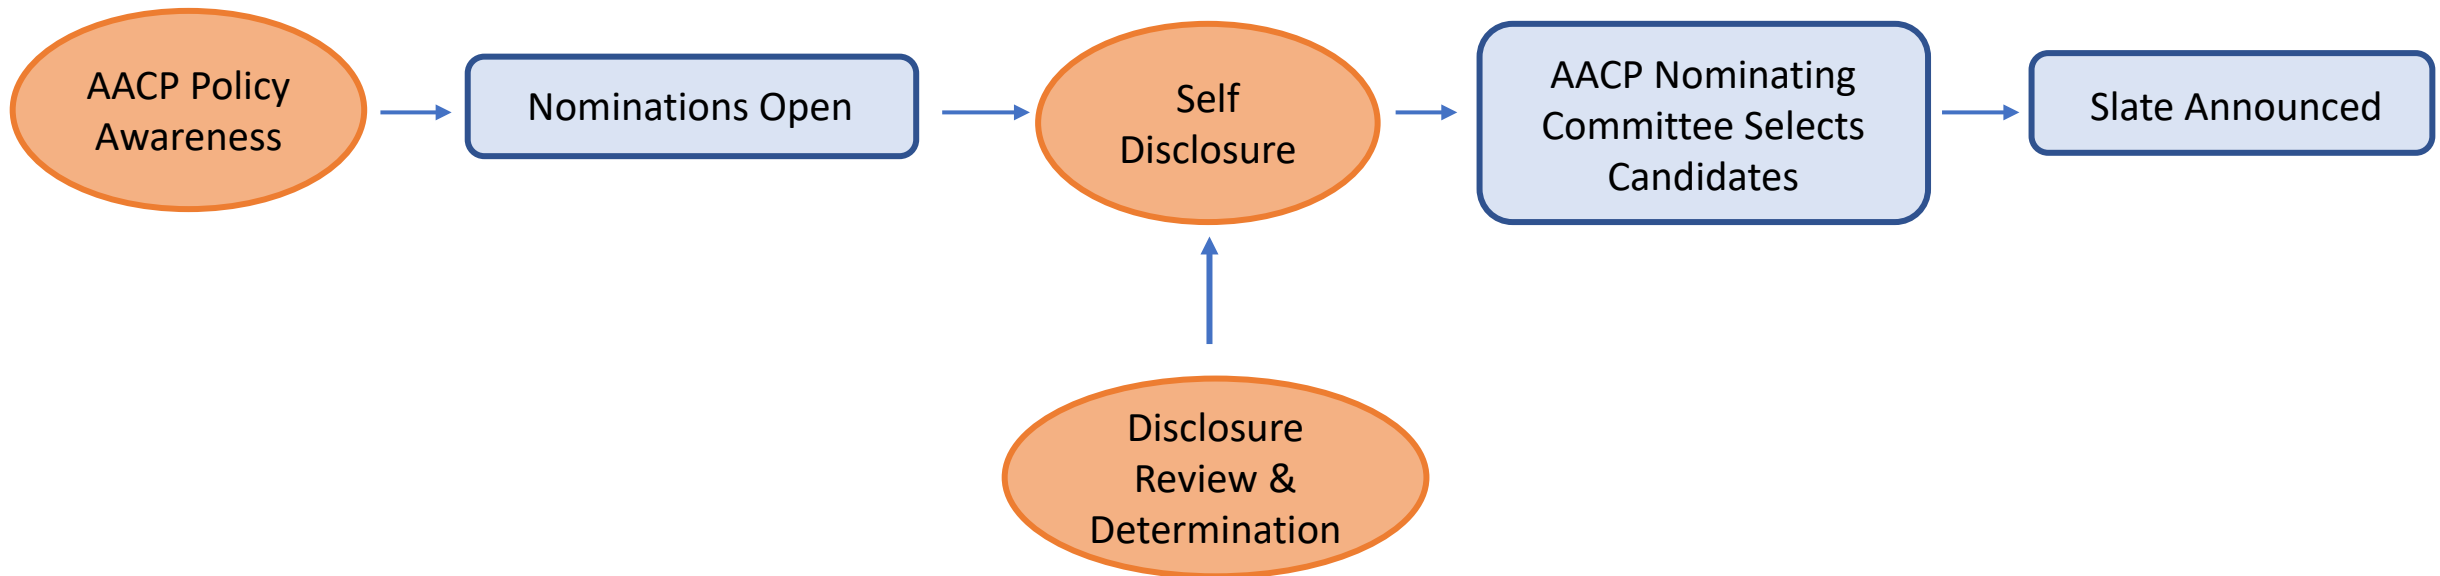 AACP Policy
Awareness
Nominations Open
Self
Disclosure
AACP Nominating
Committee Selects
Candidates
Slate Announced
Disclosure
Review &
Determination